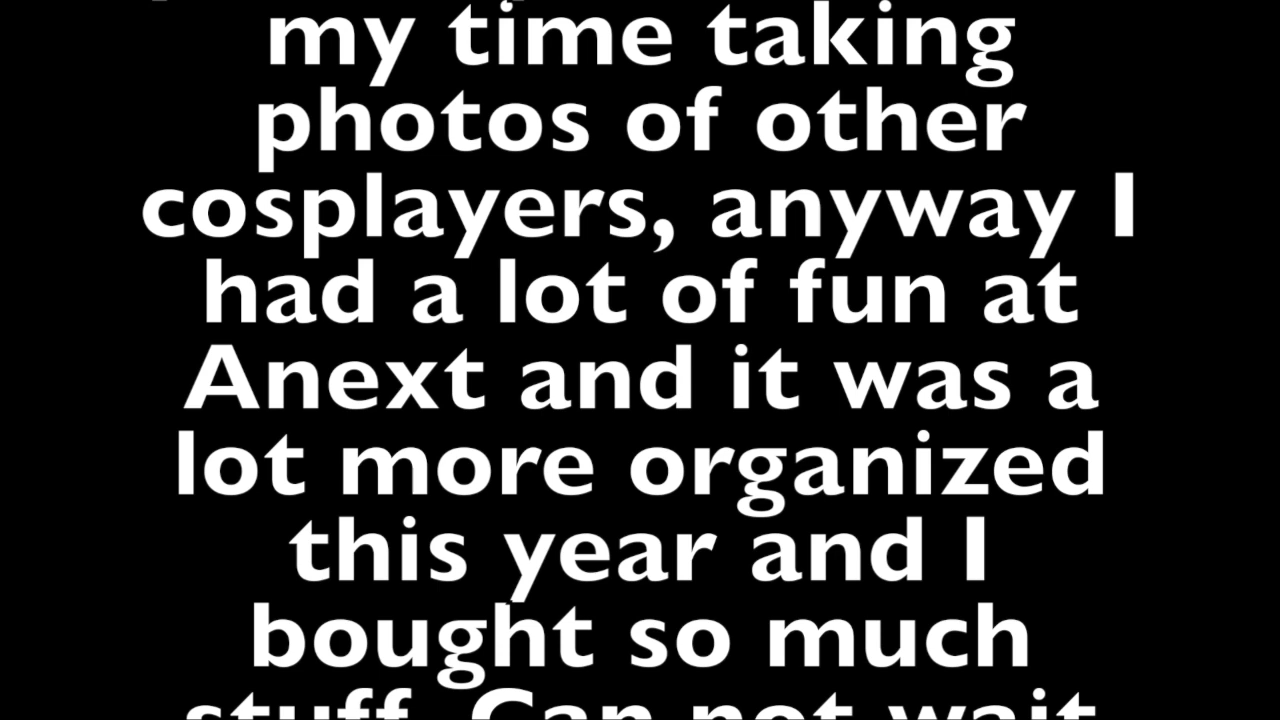 my time taking
photos of other
cosplayers, anyway I
had a lot of fun at
Anext and it was a
lot more organized
this year and I
bought so much
stuff. Can not wait